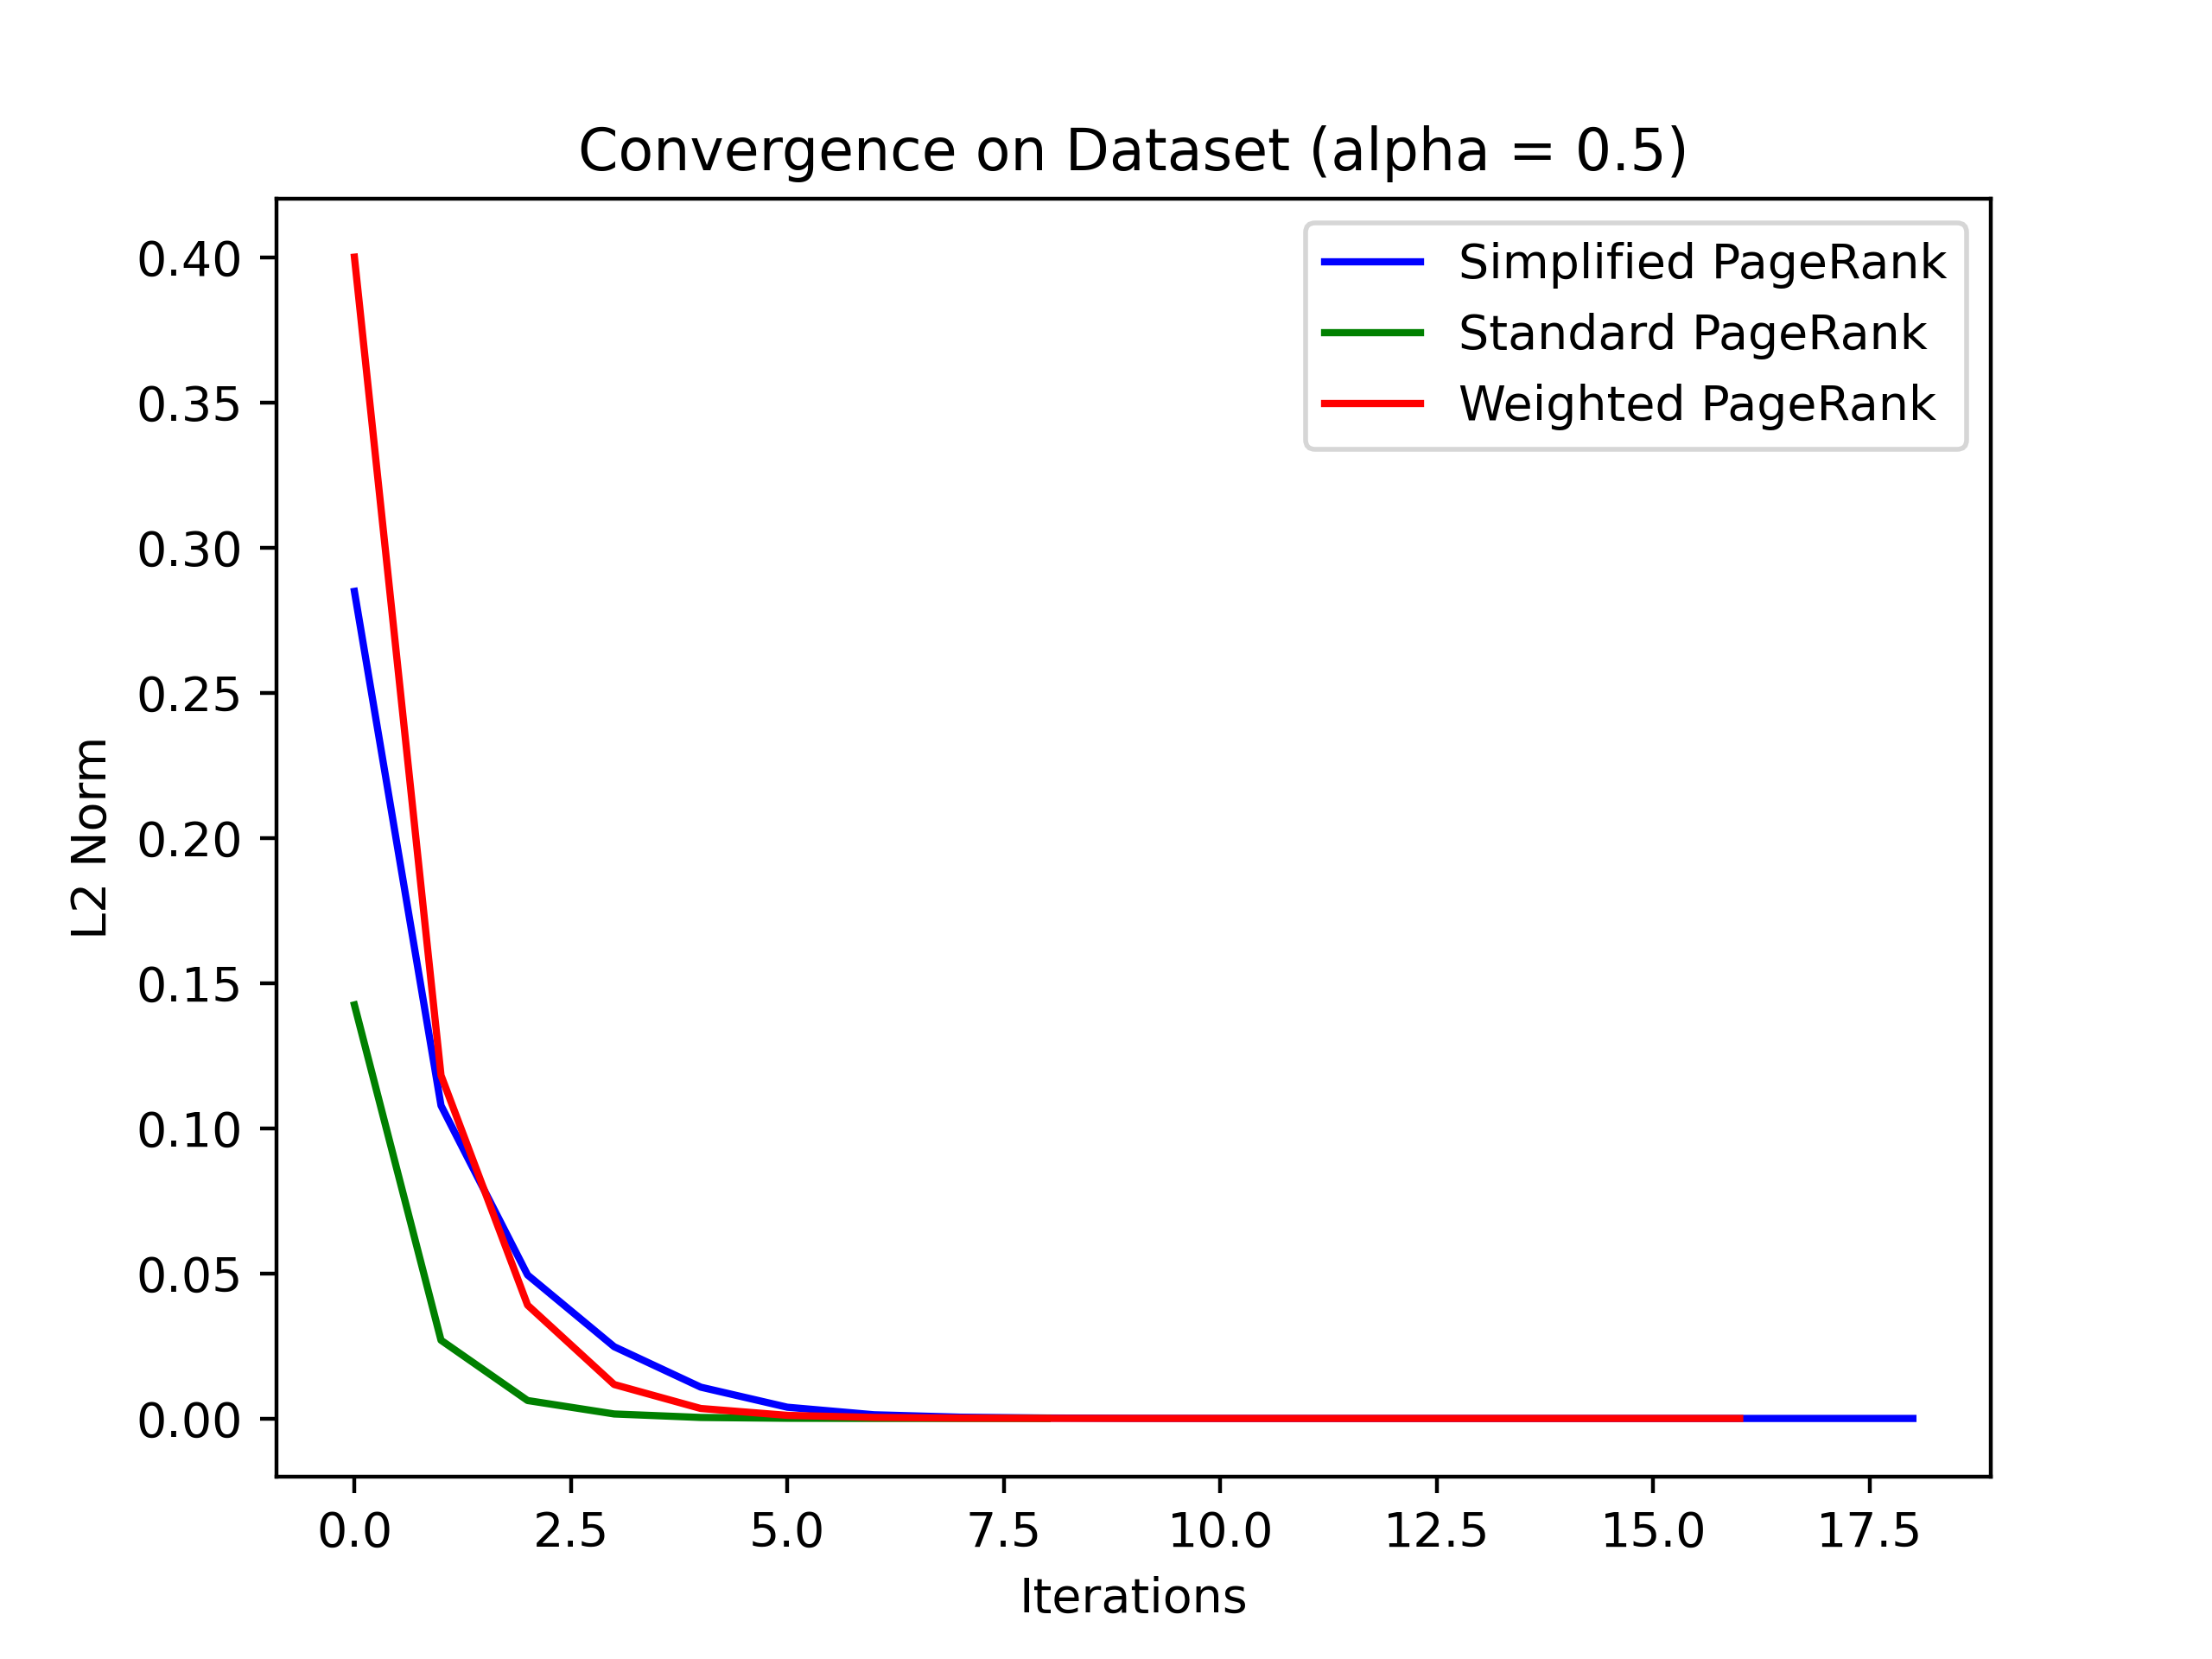 Convergence on Dataset (alpha = 0.5)
Simplified PageRank
Standard PageRank
Weighted PageRank
L2 Norm
0.40
0.35
0.30
0.25
0.20
0.15
0.10
0.05
0.00
0.0 2.5 5.0 7.5 10.0 12.5 15.0 17.5
Iterations